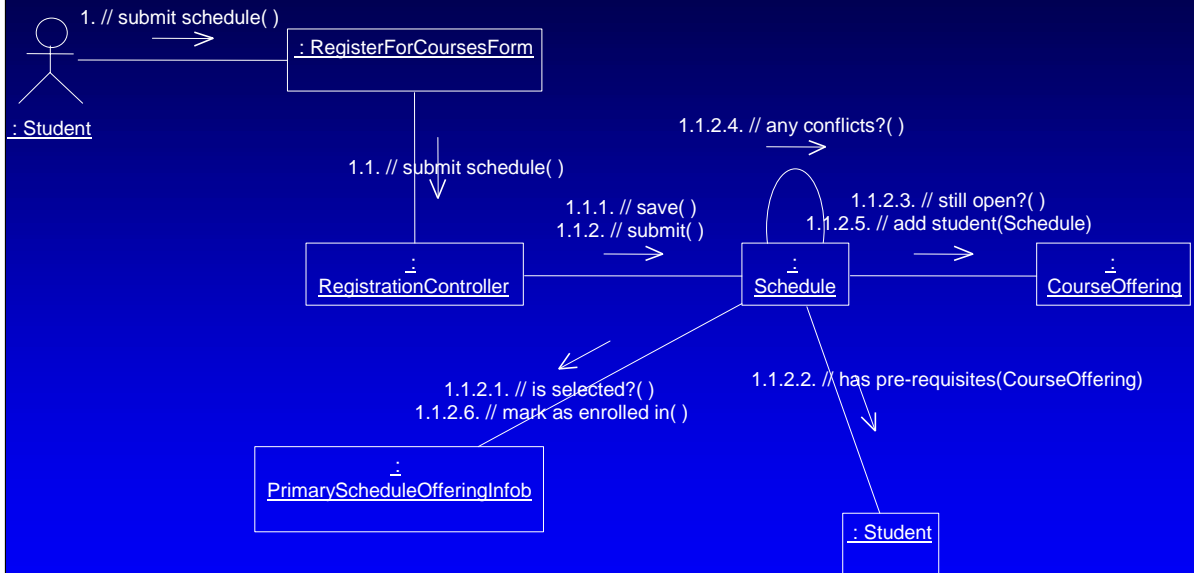 1. // submit schedule( )
: RegisterForCoursesForm
: Student
1.1.2.4. // any conflicts?( )
1.1. // submit schedule( )
1.1.1. // save( )
1.1.2. // submit( )
1.1.2.3. // still open?( )
1.1.2.5. // add student(Schedule)
:
RegistrationController
:
Schedule
:
CourseOffering
1.1.2.1. // is selected?( )
1.1.2.6. // mark as enrolled in( )
1.1.2.2. // has pre-requisites(CourseOffering)
:
PrimaryScheduleOfferingInfob
: Student